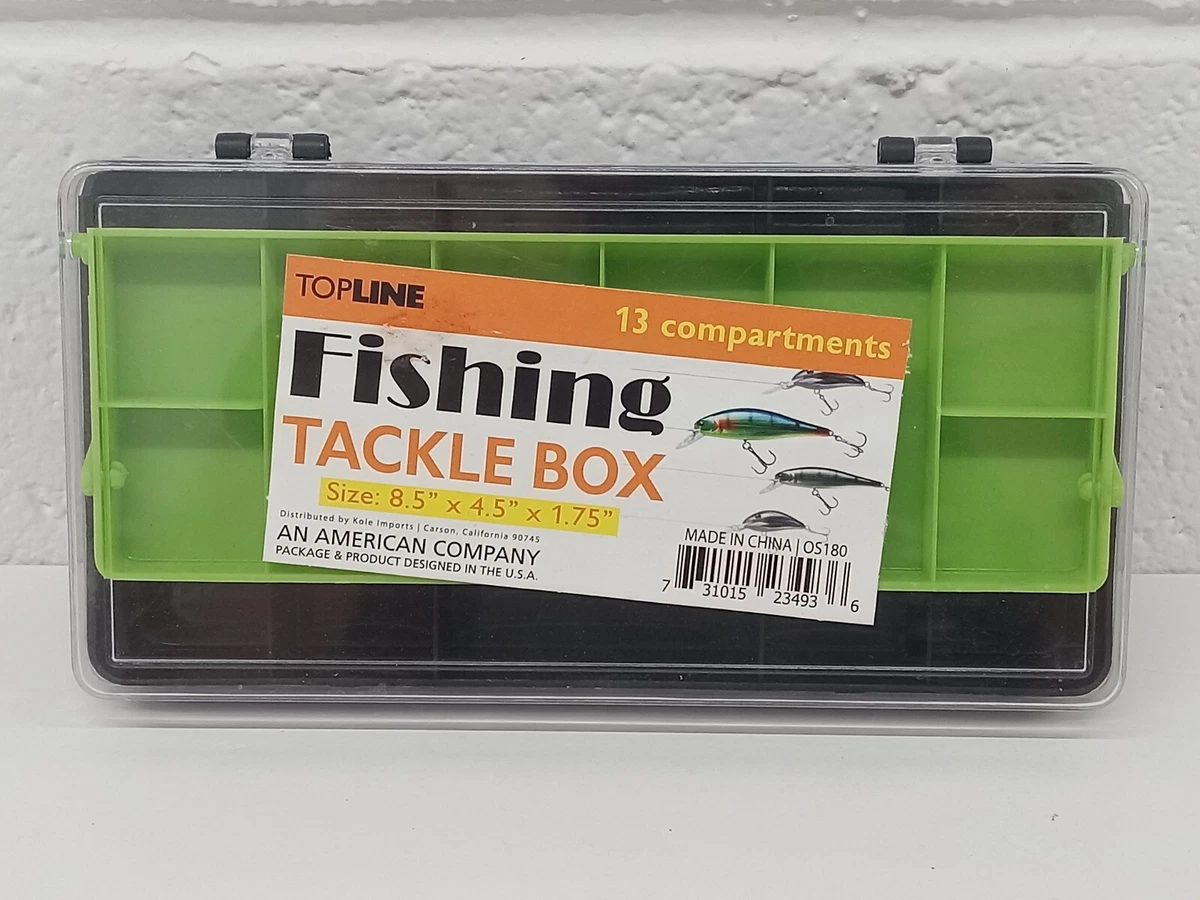 TOPLINE
13 compartments
Fishing
TACKLE BOX
Size: 8.5” x 4.5” x 1.75”
Distributed by Kole Imports | Carson, California 90745
AN AMERICAN COMPANY
PACKAGE & PRODUCT DESIGNED IN THE U.S.A.
MADE IN CHINA | OS180
7 31015 23493 6